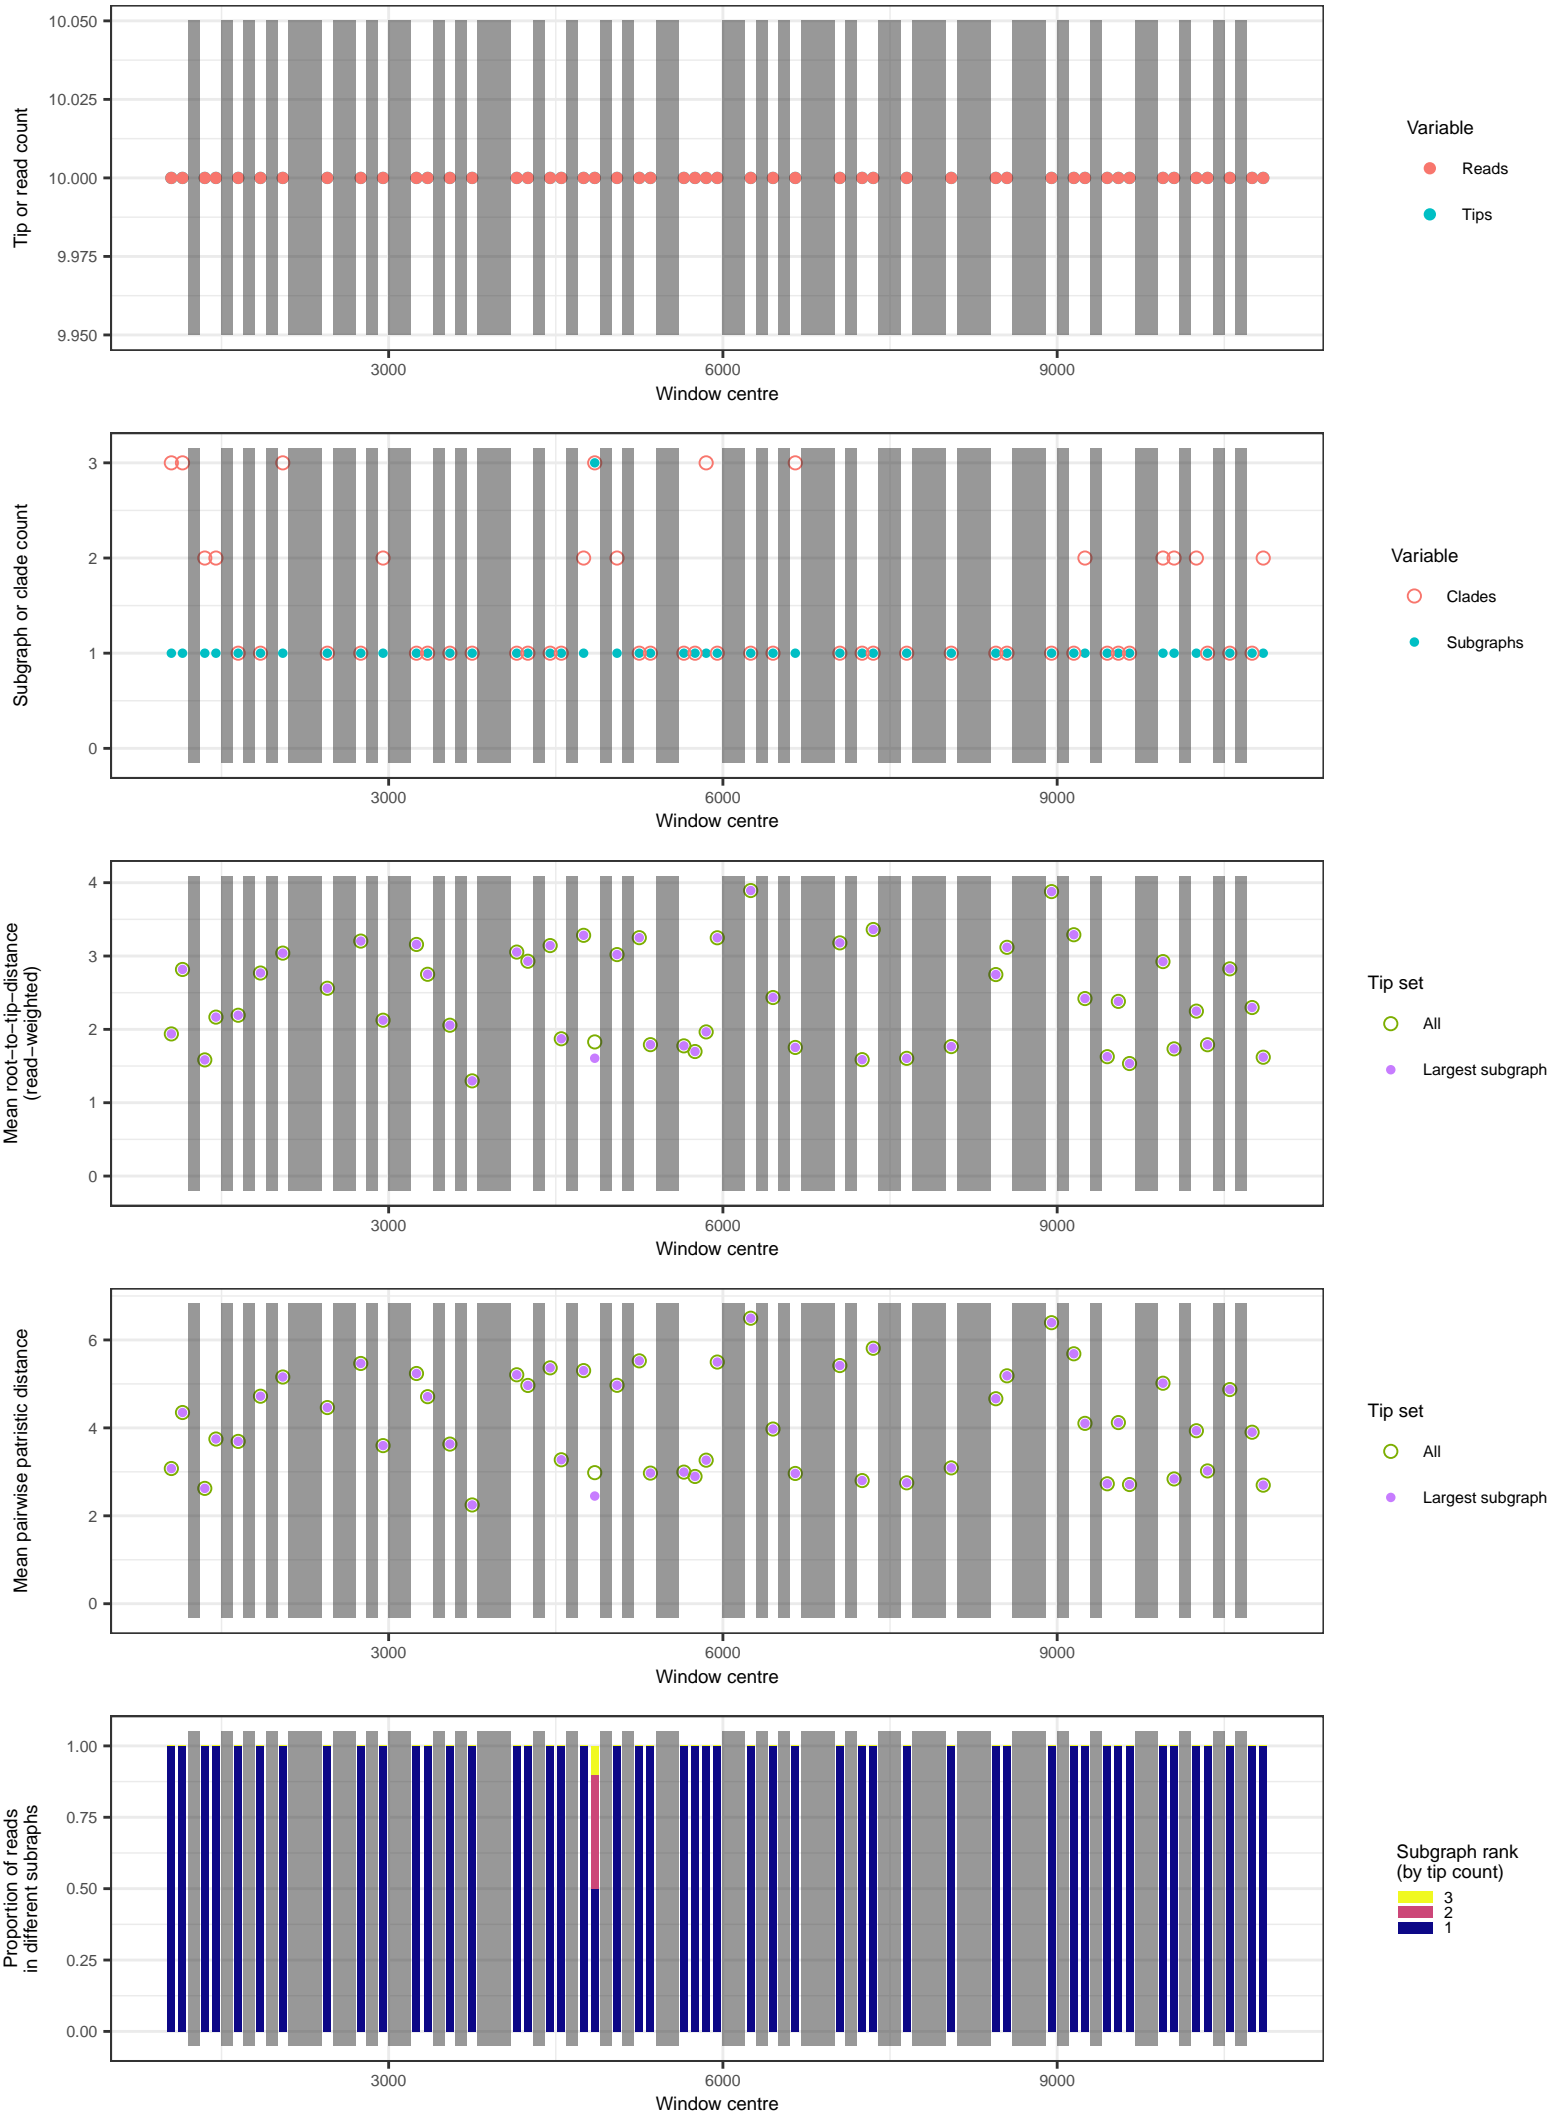 10.050
10.025
10.000
9.975
9.950
Tip or read count
3000
6000
9000
Window centre
Variable
Reads
Tips
3
2
1
0
Subgraph or clade count
3000
6000
9000
Window centre
Variable
Clades
Subgraphs
4
3
2
1
0
Mean root−to−tip−distance
(read−weighted)
3000
6000
9000
Window centre
Tip set
All
Largest subgraph
6
4
2
0
Mean pairwise patristic distance
3000
6000
9000
Window centre
Tip set
All
Largest subgraph
1.00
0.75
0.50
0.25
0.00
Proportion of reads
in different subraphs
3000
6000
9000
Window centre
Subgraph rank
(by tip count)
3
2
1